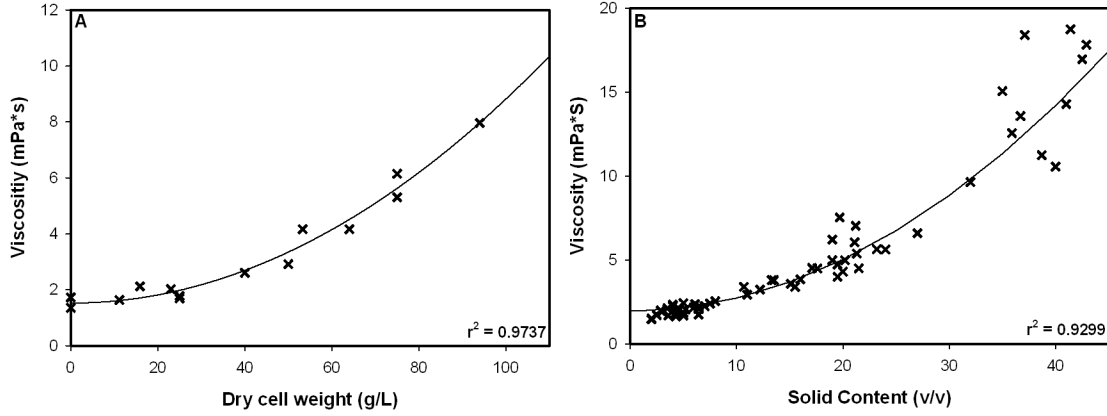 A
12
10
8
6
4
2
0
Viscositiy (mPa*s)
0 20 40 60 80 100
Dry cell weight (g/L)
r² = 0.9737
B
20
15
10
5
0
Viscosity (mPa*S)
0 10 20 30 40
Solid Content (v/v)
r² = 0.9299